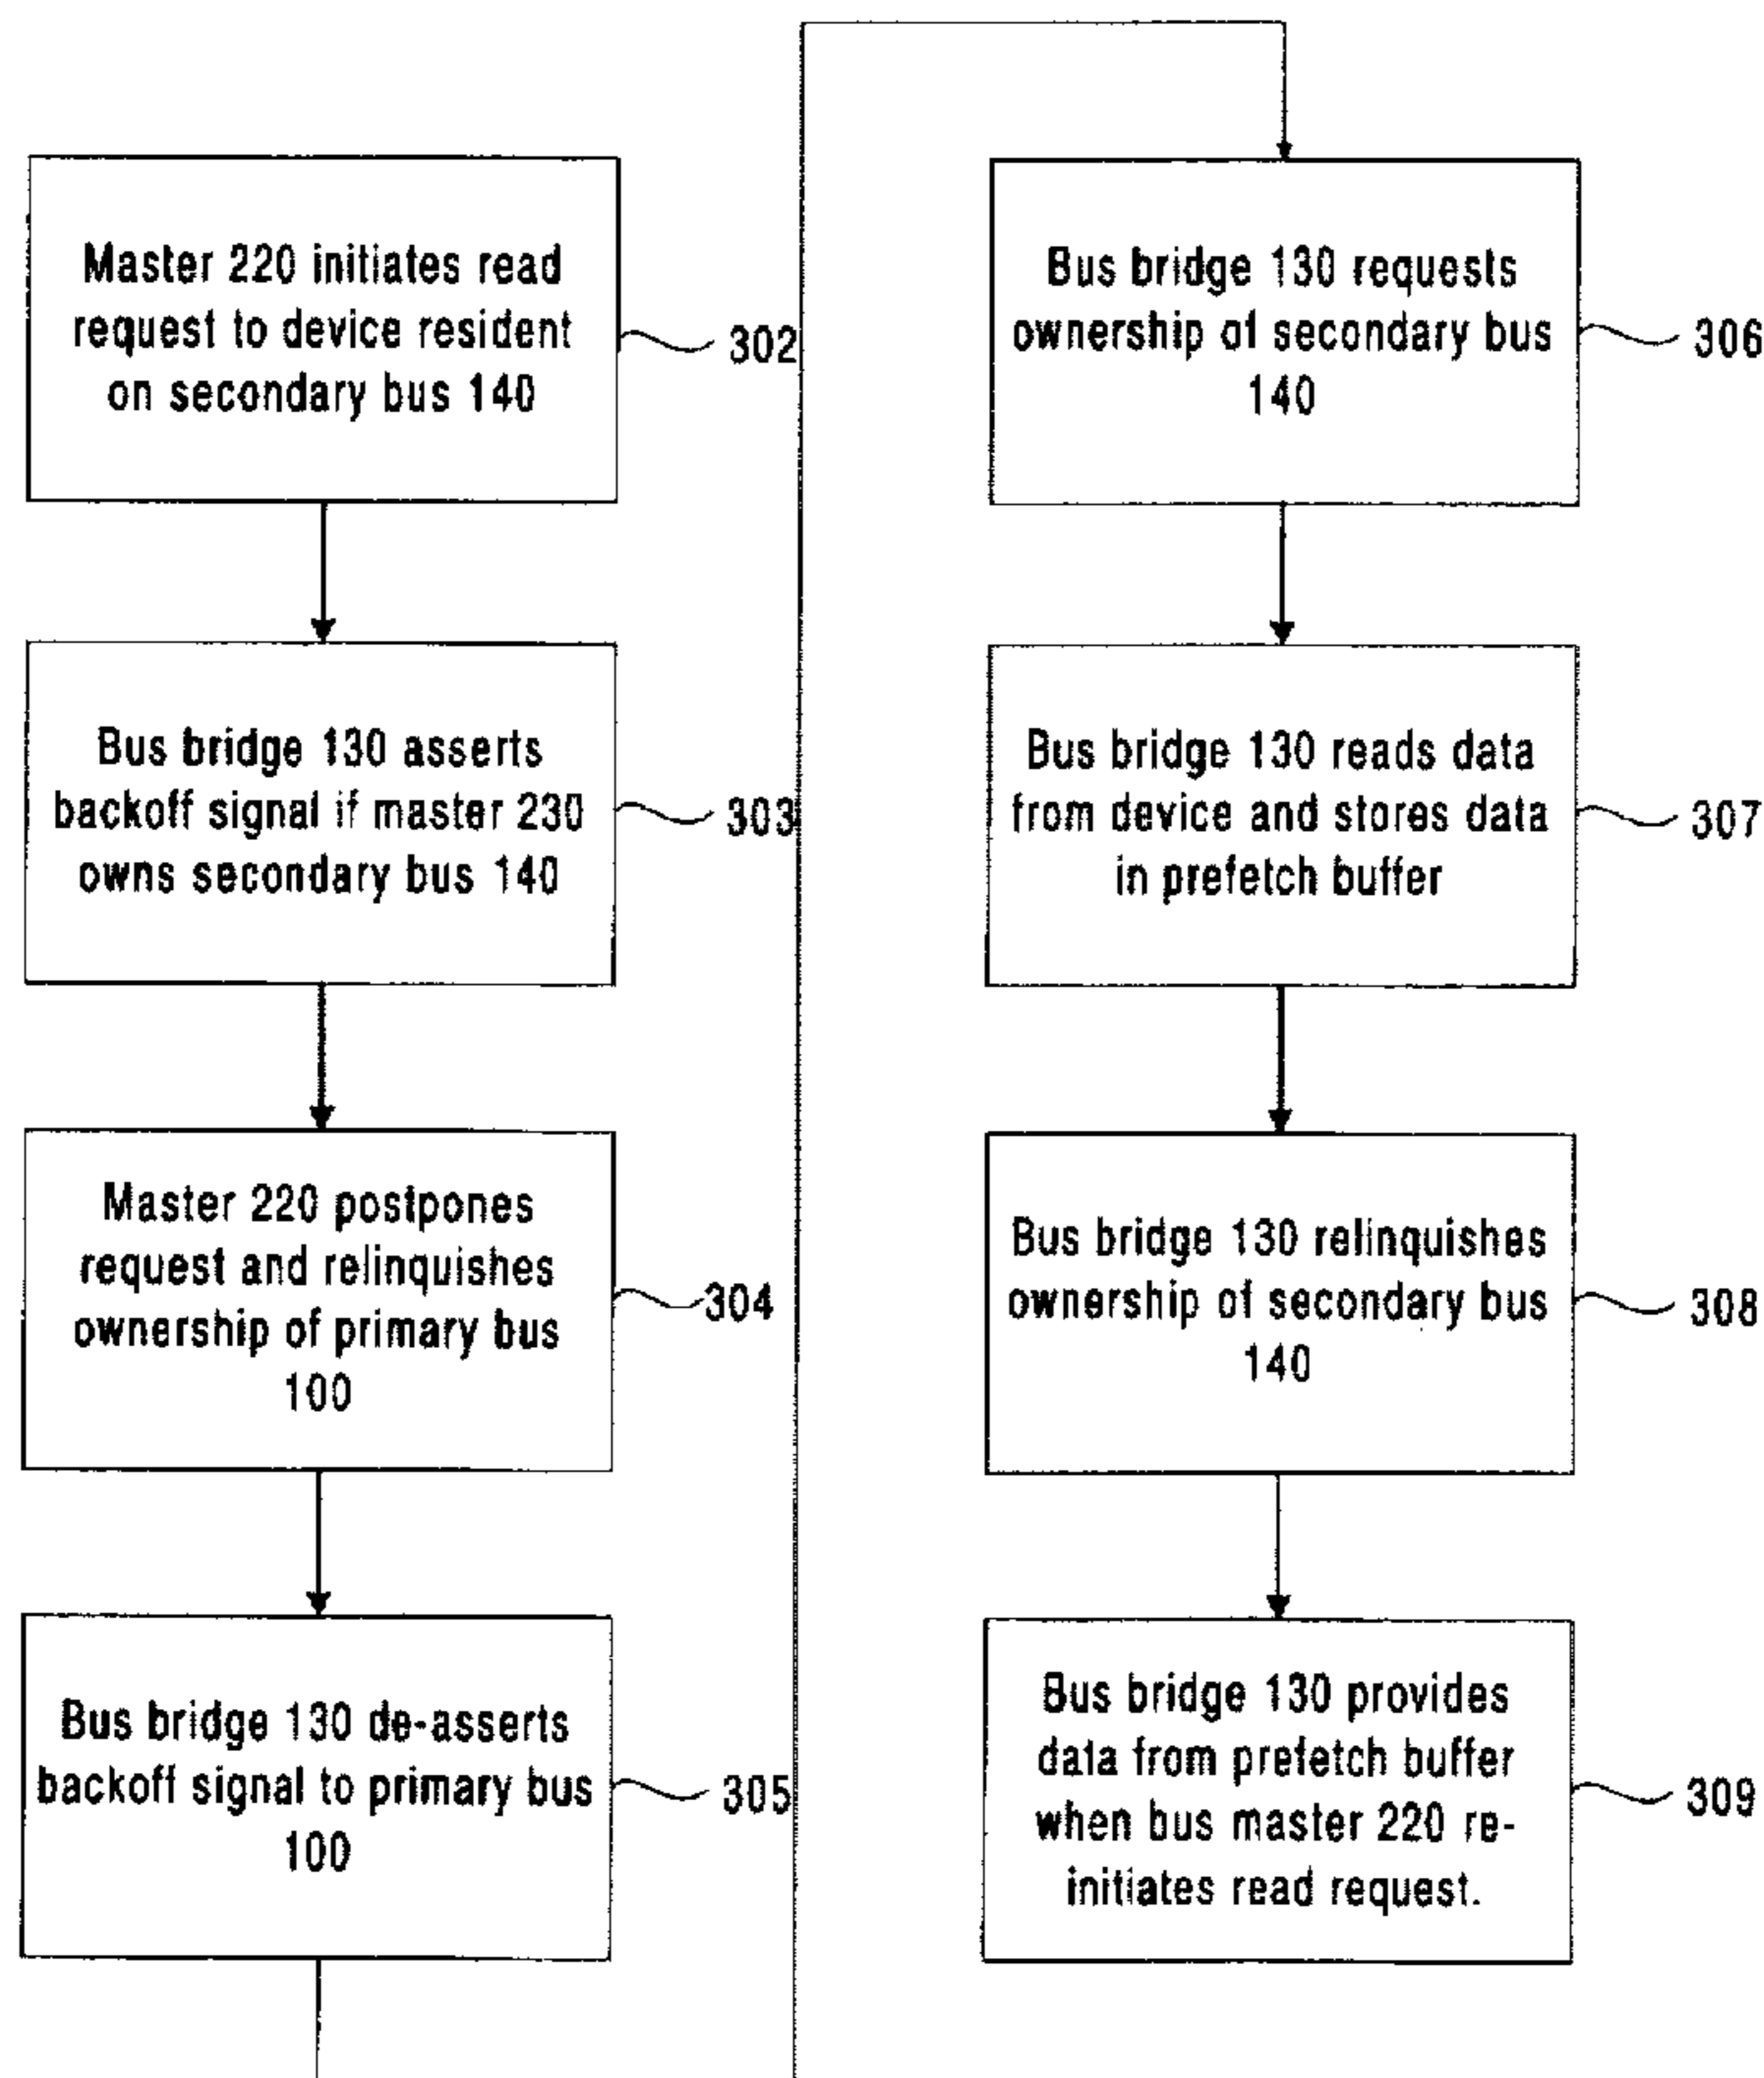 Master 220 initiates read
request to device resident
on secondary bus 140
302
Bus bridge 130 asserts
backoff signal if master 230
owns secondary bus 140
303
Master 220 postpones
request and relinquishes
ownership of primary bus
100
304
Bus bridge 130 de-asserts
backoff signal to primary bus
100
305
Bus bridge 130 requests
ownership of secondary bus
140
306
Bus bridge 130 reads data
from device and stores data
in prefetch buffer
307
Bus bridge 130 relinquishes
ownership of secondary bus
140
308
Bus bridge 130 provides
data from prefetch buffer
when bus master 220 re-
initiates read request.
309